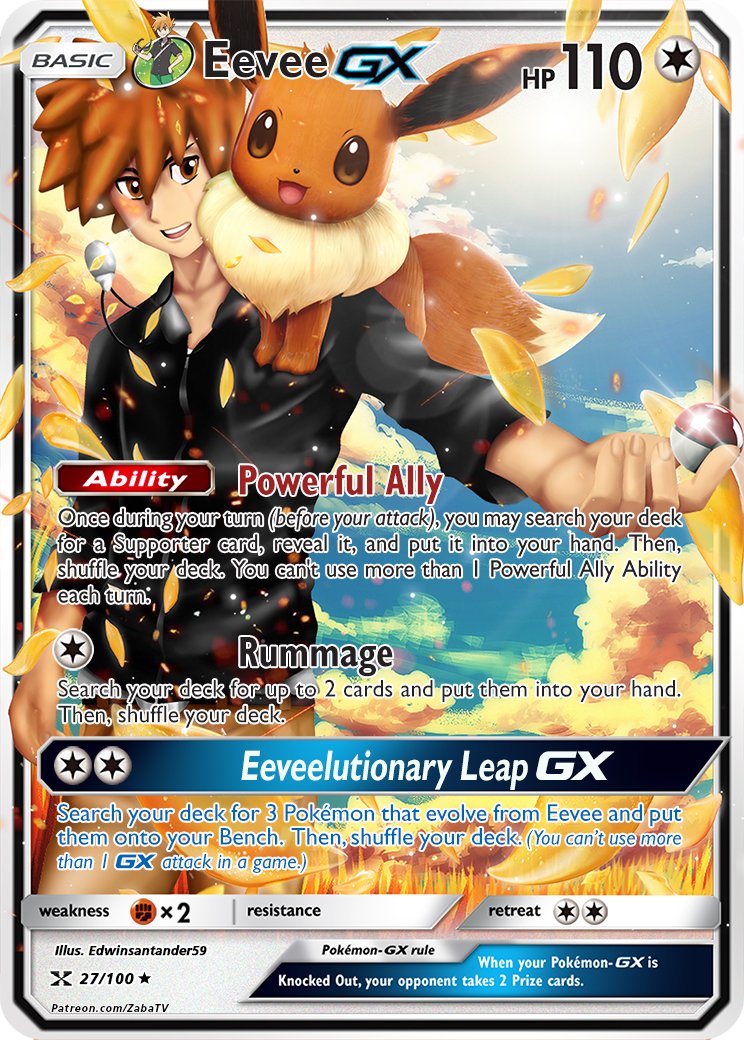 BASIC Eevee GX HP 110
Ability Powerful Ally
Once during your turn (before your attack), you may search your deck
for a Supporter card, reveal it, and put it into your hand. Then,
shuffle your deck. You can't use more than 1 Powerful Ally Ability
each turn.
Rummage
Search your deck for up to 2 cards and put them into your hand.
Then, shuffle your deck.
Eeveelutionary Leap GX
Search your deck for 3 Pokémon that evolve from Eevee and put
them onto your Bench. Then, shuffle your deck. (You can't use more
than 1 GX attack in a game.)
weakness ×2 resistance retreat
Illus. Edwinsantander59
Pokémon-GX rule
When your Pokémon-GX is
Knocked Out, your opponent takes 2 Prize cards.
27/100 ★
Patreon.com/ZabaTV